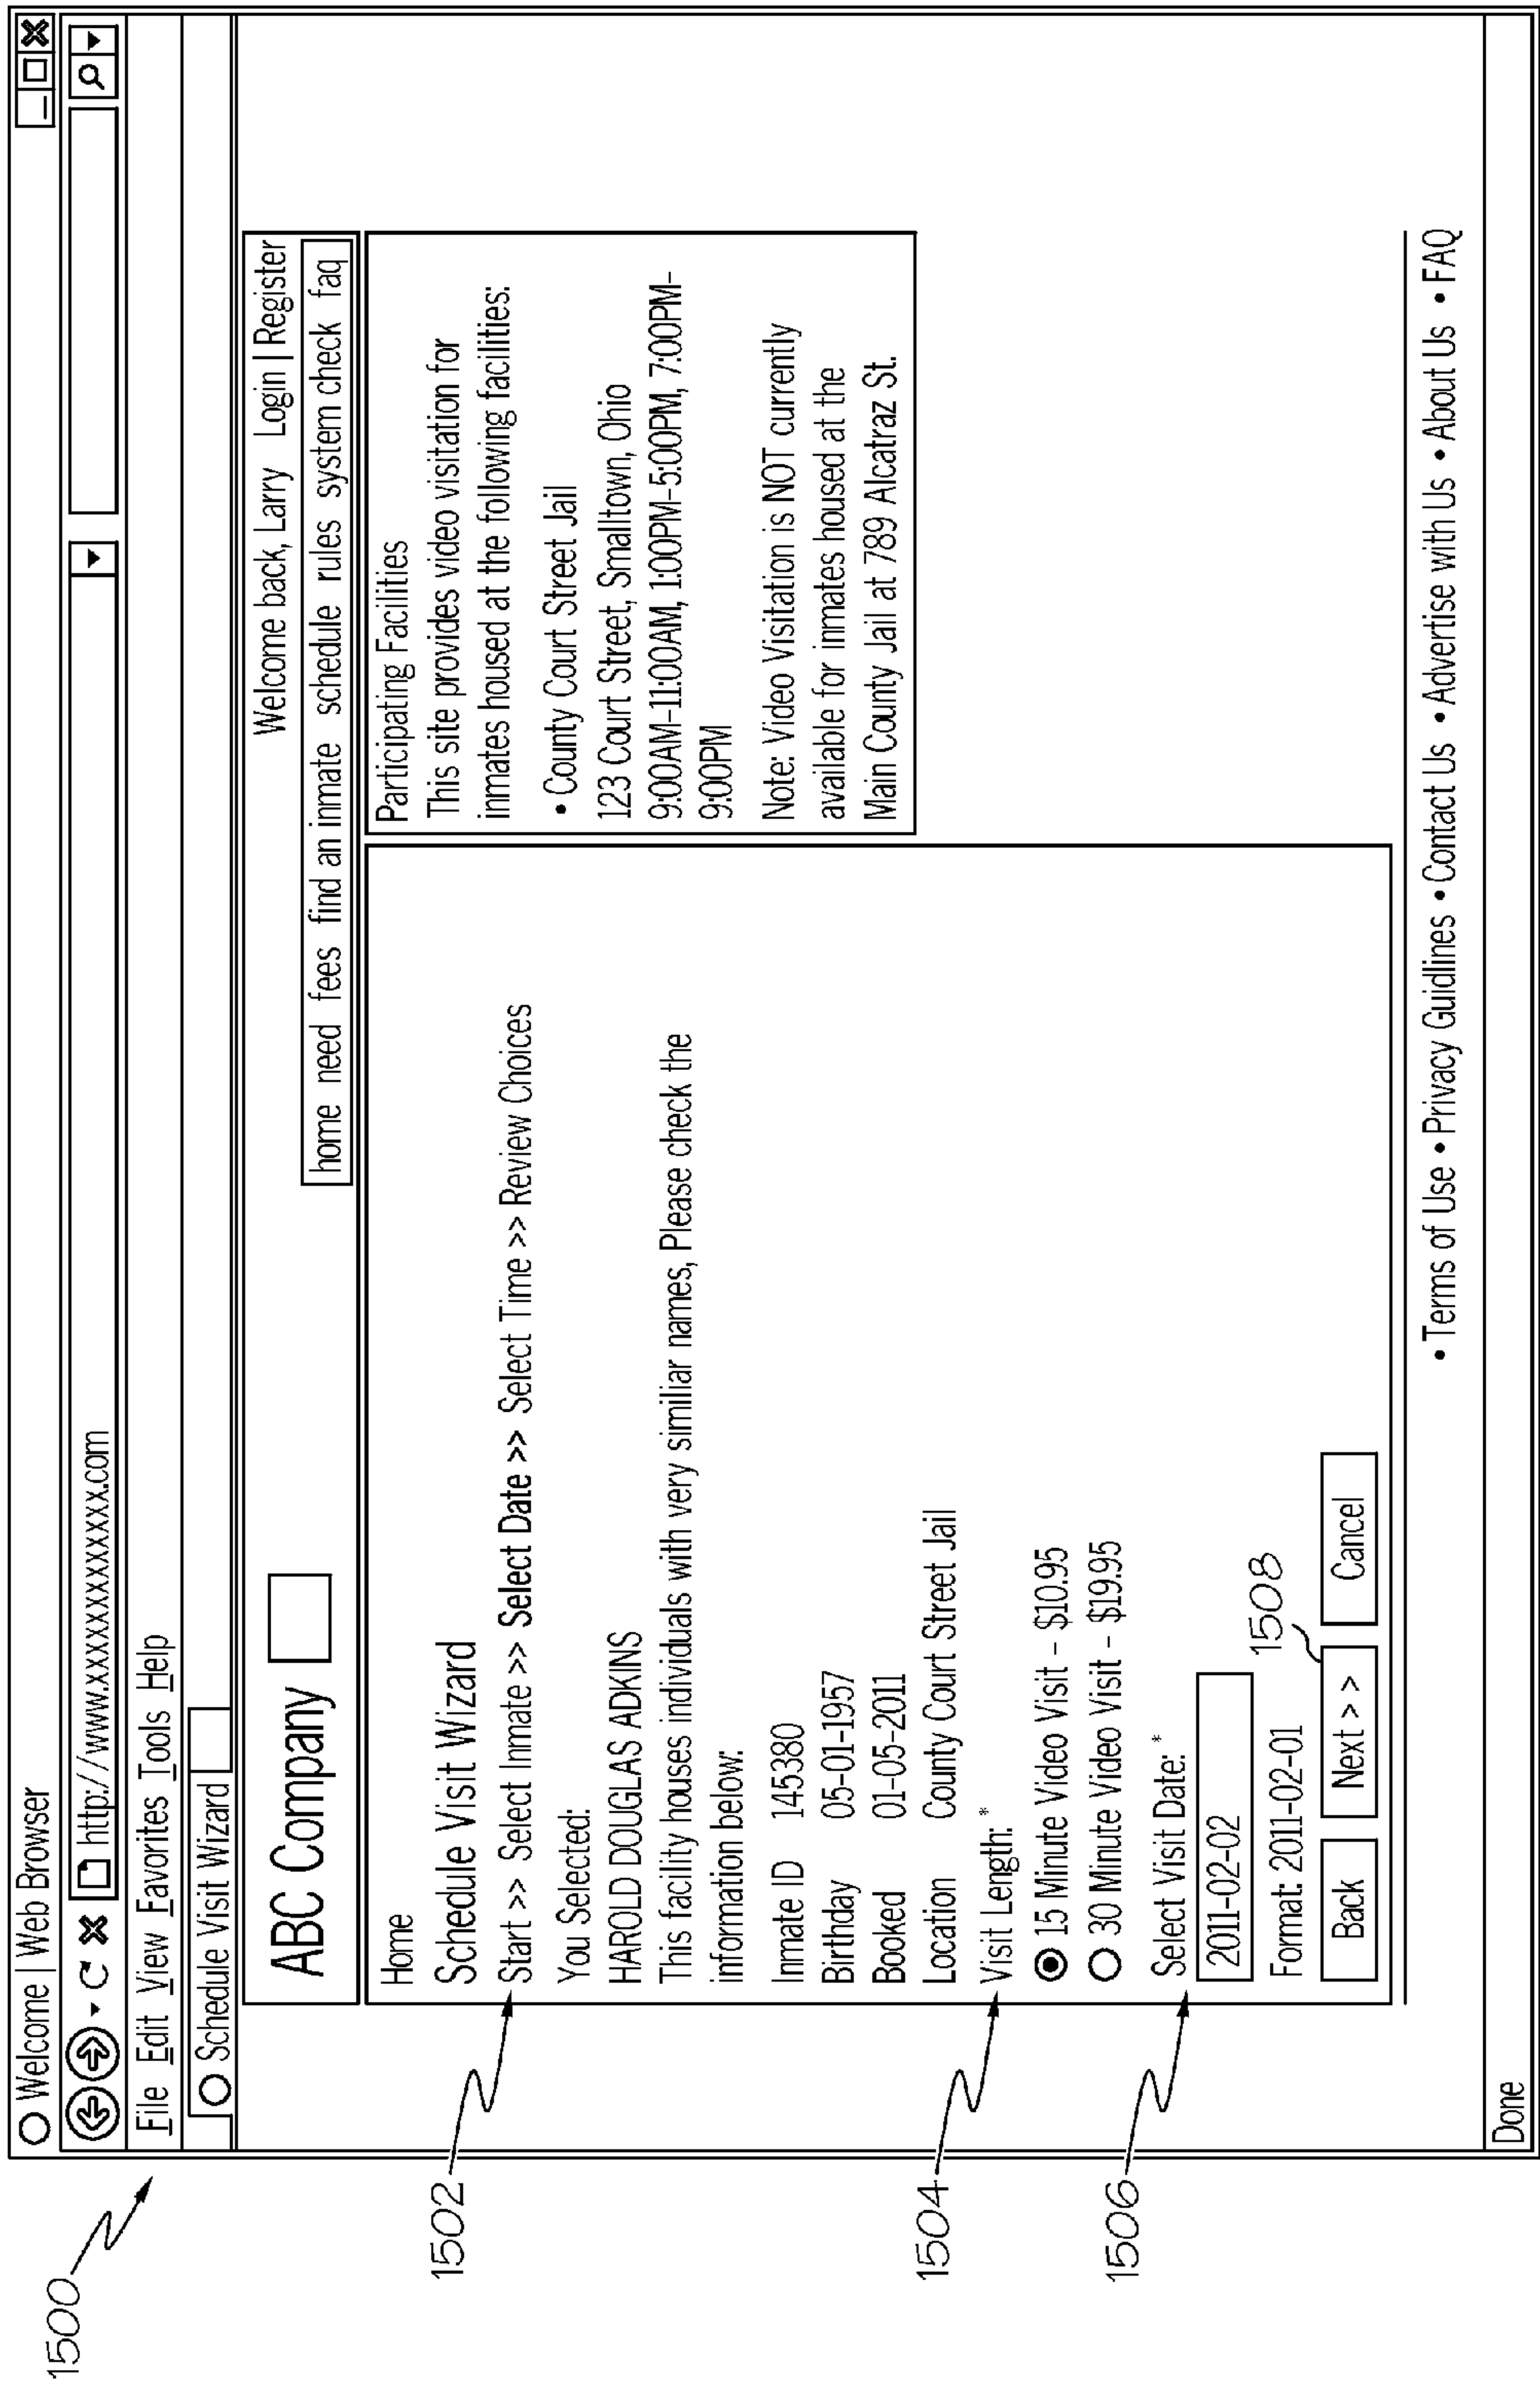 1500
Welcome | Web Browser
http://www.xxxxxxxxxxxxx.com
File Edit View Favorites Tools Help
Schedule Visit Wizard
ABC Company
Welcome back, Larry Login | Register
home need fees find an inmate schedule rules system check faq
Home
Schedule Visit Wizard
1502
Start >> Select Inmate >> Select Date >> Select Time >> Review Choices
You Selected:
HAROLD DOUGLAS ADKINS
This facility houses individuals with very similiar names, Please check the
information below:
Inmate ID 145380
Birthday 05-01-1957
Booked 01-05-2011
Location County Court Street Jail
1504
Visit Length:*
15 Minute Video Visit - $10.95
30 Minute Video Visit - $19.95
1506
Select Visit Date:*
2011-02-02
Format: 2011-02-01
1508
Back Next > > Cancel
Participating Facilities
This site provides video visitation for
inmates housed at the following facilities:
• County Court Street Jail
123 Court Street, Smalltown, Ohio
9:00AM-11:00AM, 1:00PM-5:00PM, 7:00PM-
9:00PM
Note: Video Visitation is NOT currently
available for inmates housed at the
Main County Jail at 789 Alcatraz St.
• Terms of Use • Privacy Guidlines • Contact Us • Advertise with Us • About Us • FAQ
Done